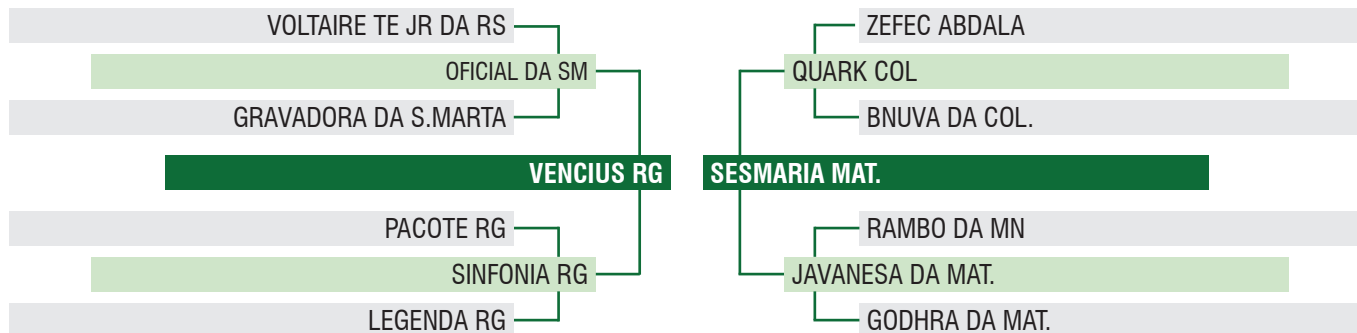 VOLTAIRE TE JR DA RS
OFICIAL DA SM
GRAVADORA DA S.MARTA
VENCIUS RG
PACOTE RG
SINFONIA RG
LEGENDA RG
ZEFEC ABDALA
QUARK COL
BNUVA DA COL.
SESMARIA MAT.
RAMBO DA MN
JAVANESA DA MAT.
GODHRA DA MAT.